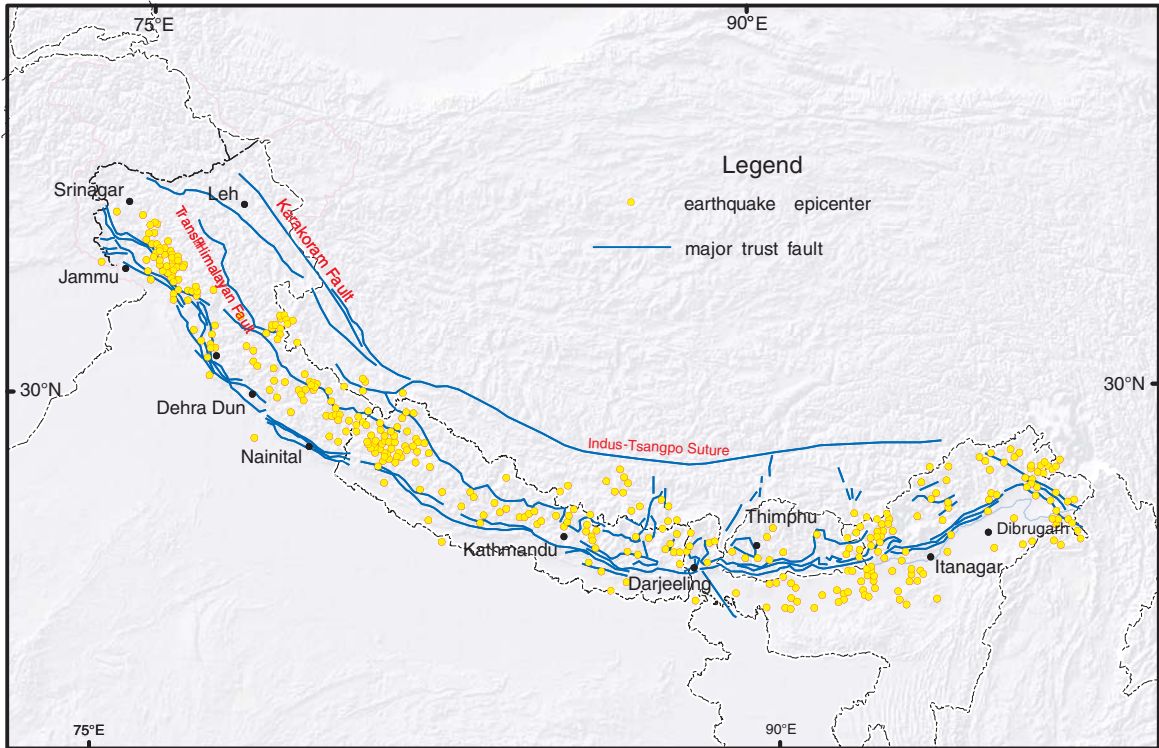 75°E
90°E
Legend
earthquake epicenter
major trust fault
Srinagar
Leh
Karakoram Fault
Trans-Himalayan Fault
Jammu
30°N
30°N
Dehra Dun
Nainital
Indus-Tsangpo Suture
Thimphu
Dibrugarh
Kathmandu
Itanagar
Darjeeling
75°E
90°E